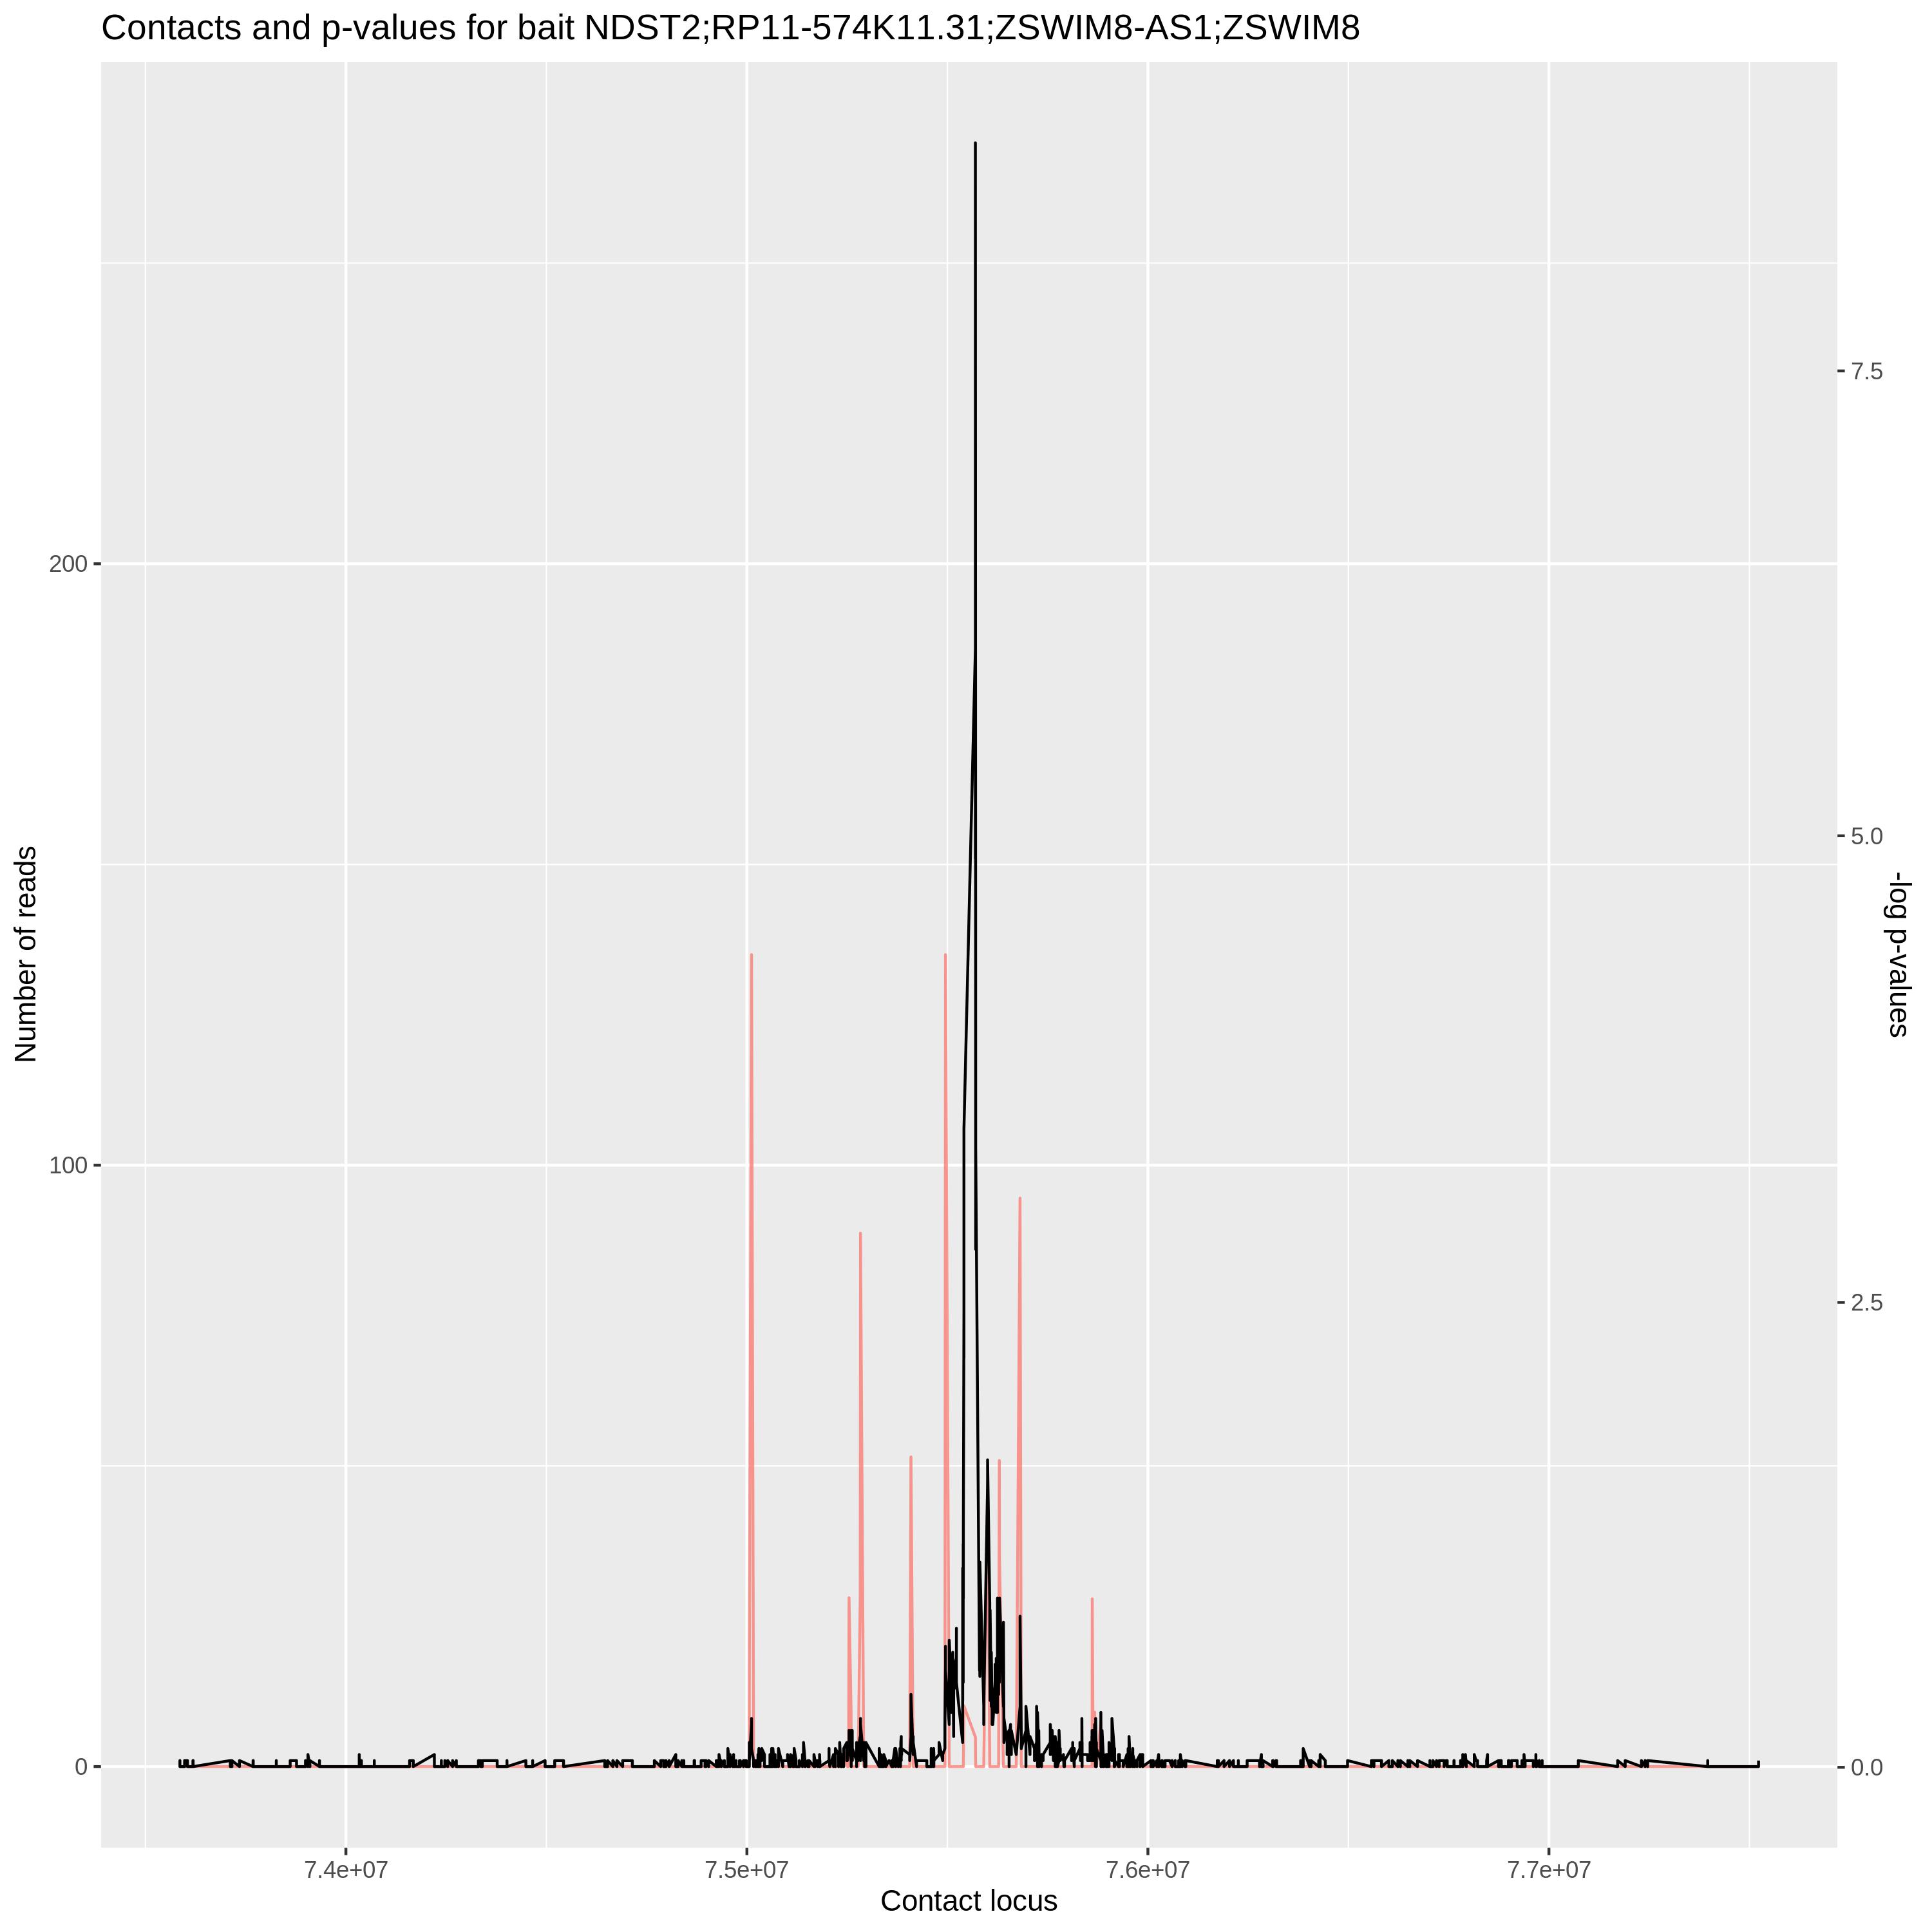 Contacts and p-values for bait NDST2;RP11-574K11.31;ZSWIM8-AS1;ZSWIM8
Number of reads
200
100
0
7.5
5.0
2.5
0.0
-log p-values
7.4e+07
7.5e+07
7.6e+07
7.7e+07
Contact locus